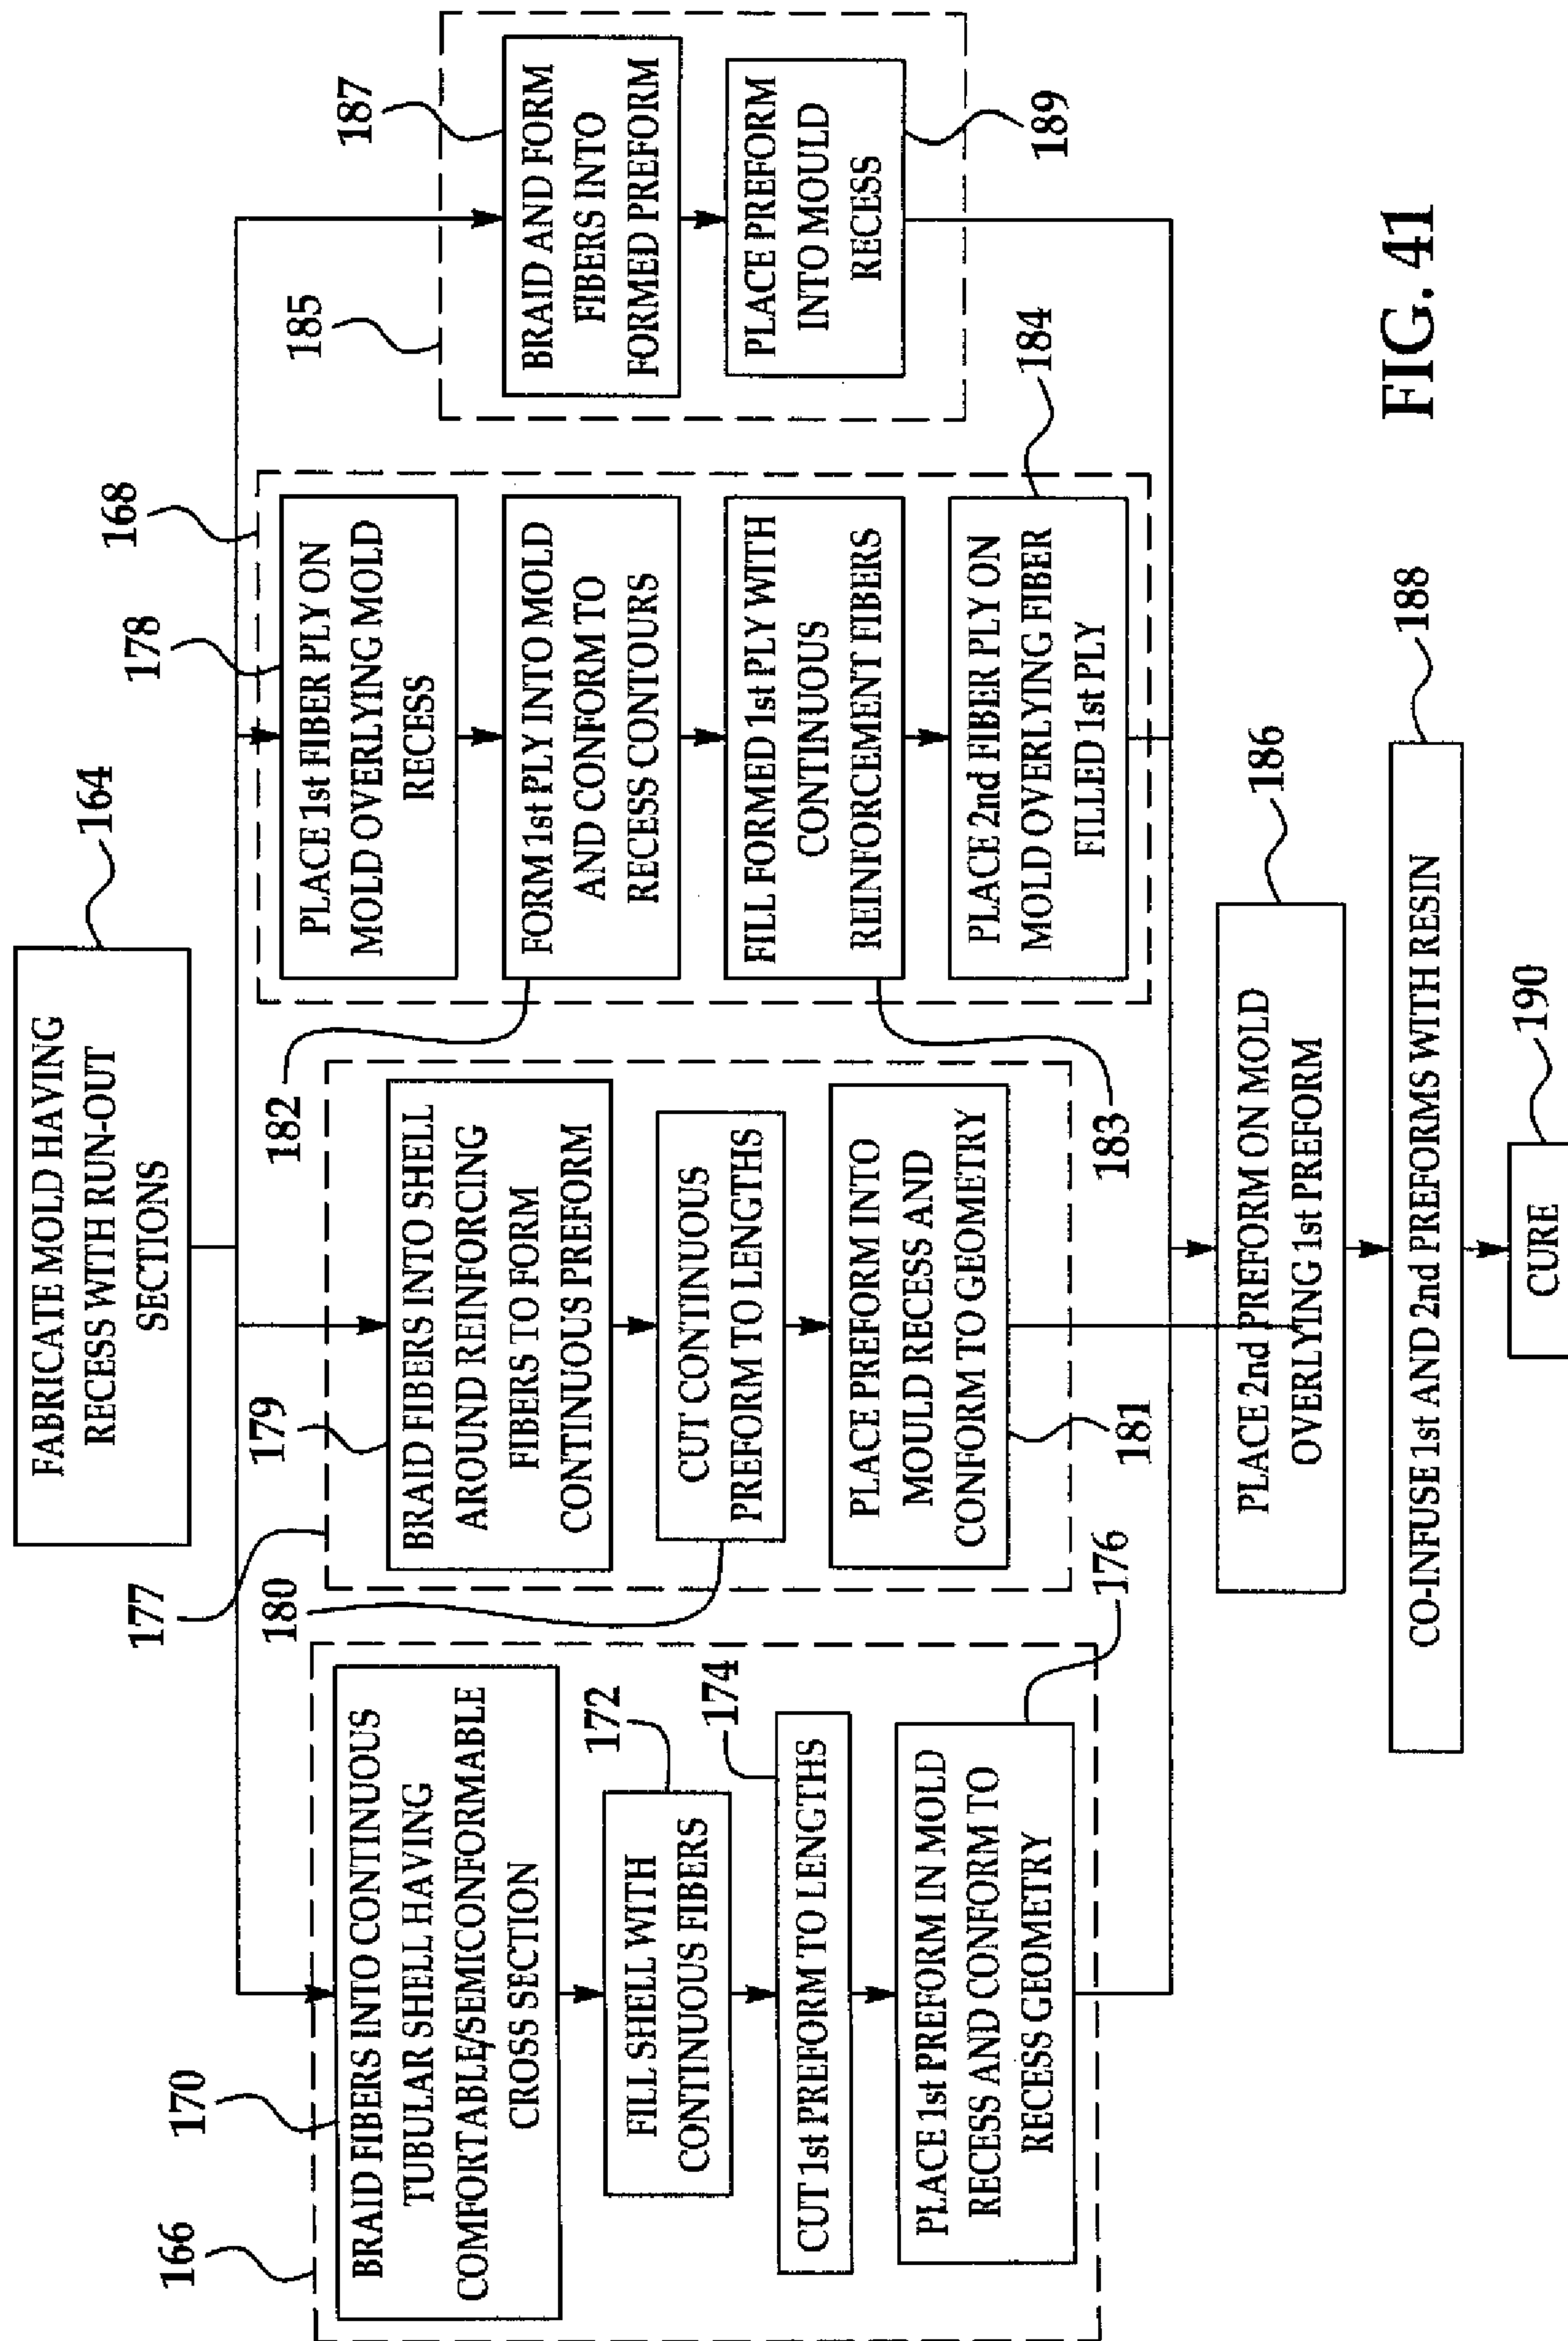 FABRICATE MOLD HAVING
RECESS WITH RUN-OUT
SECTIONS
164
166
170
BRAID FIBERS INTO CONTINUOUS
TUBULAR SHELL HAVING
COMFORTABLE/SEMICONFORMABLE
CROSS SECTION
172
FILL SHELL WITH
CONTINUOUS FIBERS
174
CUT 1st PREFORM TO LENGTHS
PLACE 1st PREFORM IN MOLD
RECESS AND CONFORM TO
RECESS GEOMETRY
176
177
179
BRAID FIBERS INTO SHELL
AROUND REINFORCING
FIBERS TO FORM
CONTINUOUS PREFORM
180
CUT CONTINUOUS
PREFORM TO LENGTHS
PLACE PREFORM INTO
MOULD RECESS AND
CONFORM TO GEOMETRY
181
168
178
PLACE 1st FIBER PLY ON
MOLD OVERLYING MOLD
RECESS
182
FORM 1st PLY INTO MOLD
AND CONFORM TO
RECESS CONTOURS
FILL FORMED 1st PLY WITH
CONTINUOUS
REINFORCEMENT FIBERS
183
PLACE 2nd FIBER PLY ON
MOLD OVERLYING FIBER
FILLED 1st PLY
184
185
187
BRAID AND FORM
FIBERS INTO
FORMED PREFORM
PLACE PREFORM
INTO MOULD
RECESS
189
PLACE 2nd PREFORM ON MOLD
OVERLYING 1st PREFORM
186
CO-INFUSE 1st AND 2nd PREFORMS WITH RESIN
188
CURE
190
FIG. 41